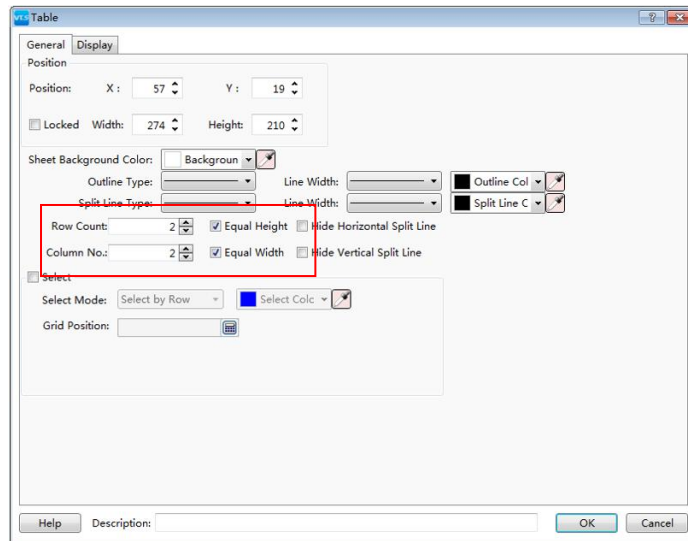 VT.5 Table
General Display
Position
Position: X : 57 Y : 19
Locked Width: 274 Height: 210
Sheet Background Color: Backgroun
Outline Type: Line Width: Outline Col
Split Line Type: Line Width: Split Line C
Row Count: 2 Equal Height Hide Horizontal Split Line
Column No.: 2 Equal Width Hide Vertical Split Line
Select
Select Mode: Select by Row Select Colc
Grid Position:
Help Description: OK Cancel